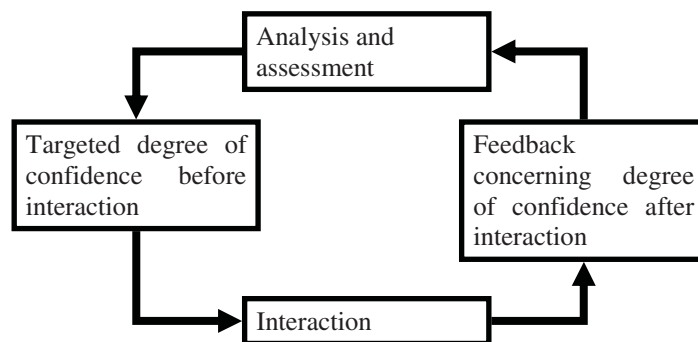 Analysis and
assessment
Targeted degree of
confidence before
interaction
Feedback
concerning degree
of confidence after
interaction
Interaction